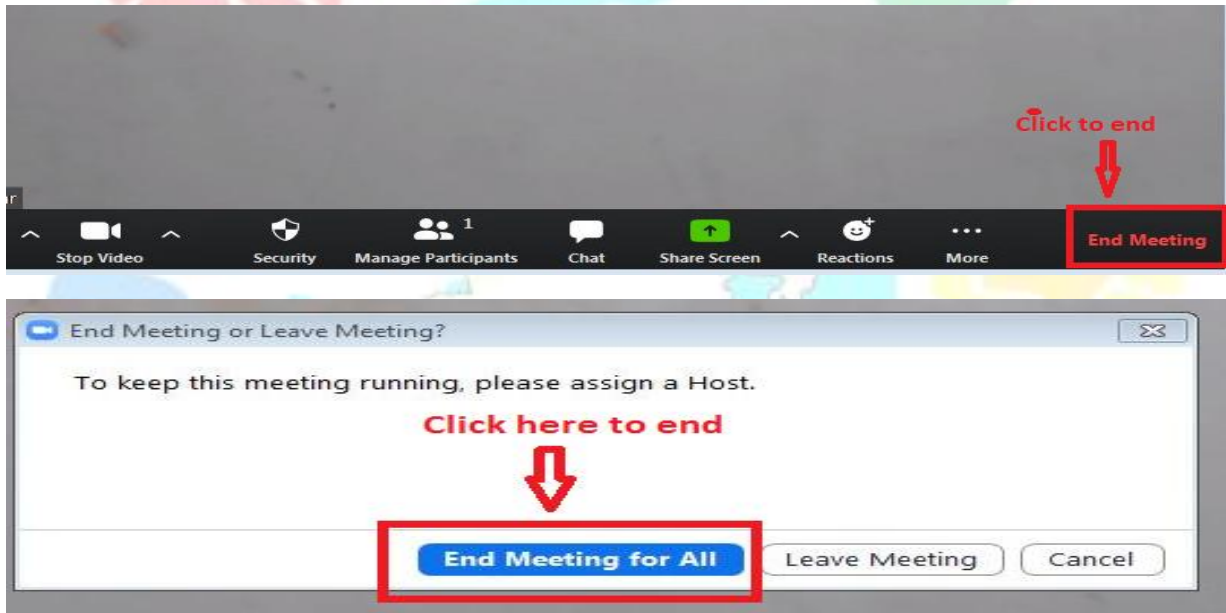 Click to end
r
1
Stop Video
Security
Manage Participants
Chat
Share Screen
Reactions
More
End Meeting
End Meeting or Leave Meeting?
To keep this meeting running, please assign a Host.
Click here to end
End Meeting for All
Leave Meeting
Cancel